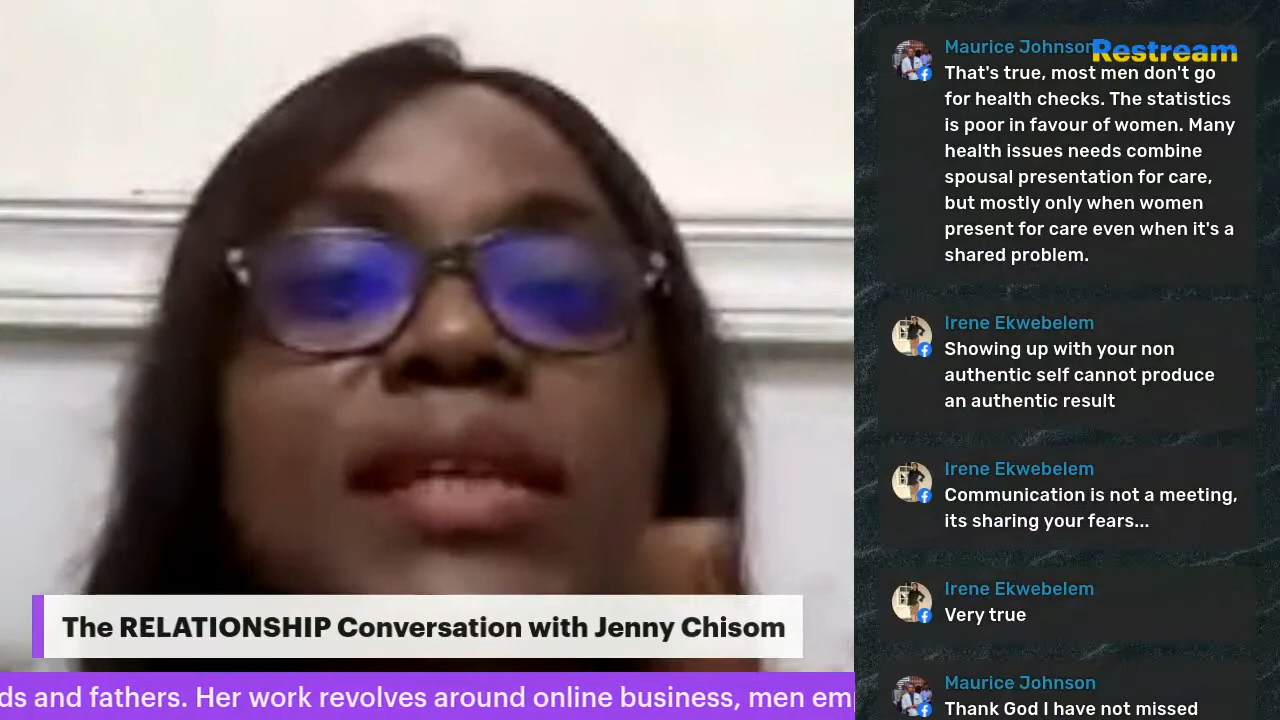 Maurice Johnson
Restream
That's true, most men don't go
for health checks. The statistics
is poor in favour of women. Many
health issues needs combine
spousal presentation for care,
but mostly only when women
present for care even when it's a
shared problem.
Irene Ekwebelem
Showing up with your non
authentic self cannot produce
an authentic result
Irene Ekwebelem
Communication is not a meeting,
its sharing your fears...
Irene Ekwebelem
Very true
Maurice Johnson
Thank God I have not missed
The RELATIONSHIP Conversation with Jenny Chisom
ds and fathers. Her work revolves around online business, men em